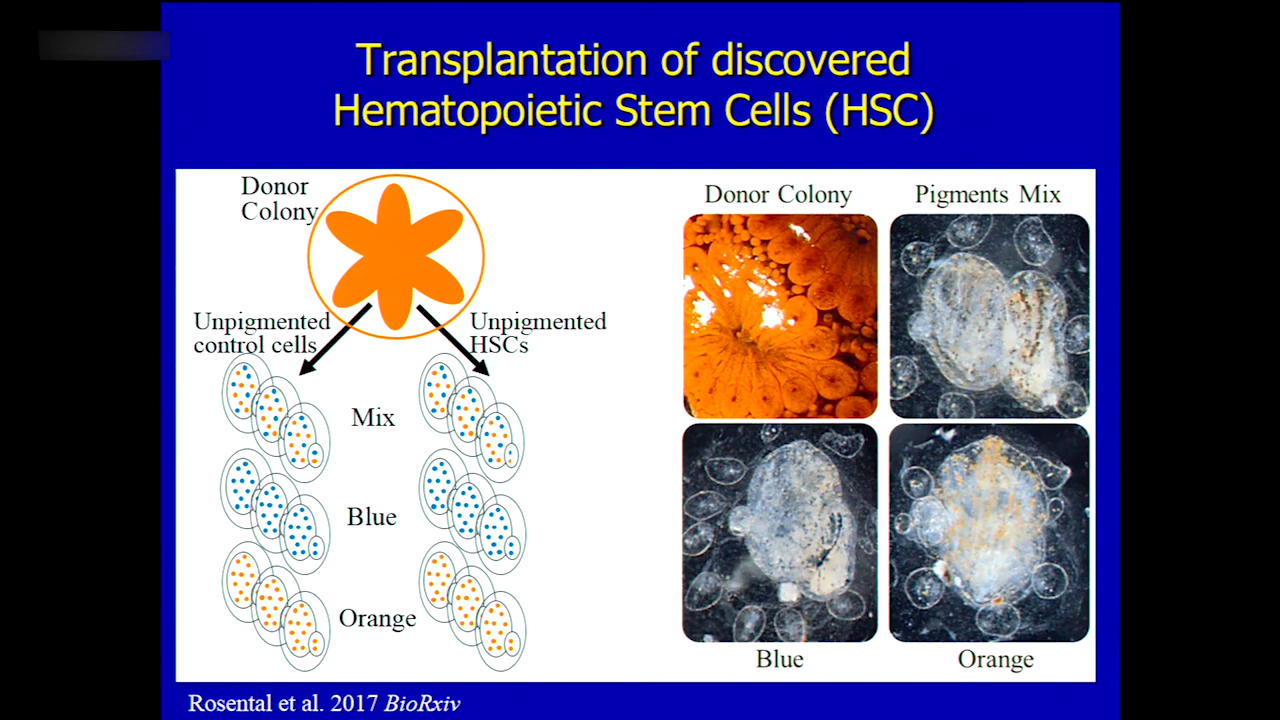 Transplantation of discovered
Hematopoietic Stem Cells (HSC)
Donor
Colony
Unpigmented
control cells
Unpigmented
HSCs
Mix
Blue
Orange
Donor Colony
Pigments Mix
Blue
Orange
Rosental et al. 2017 BioRxiv